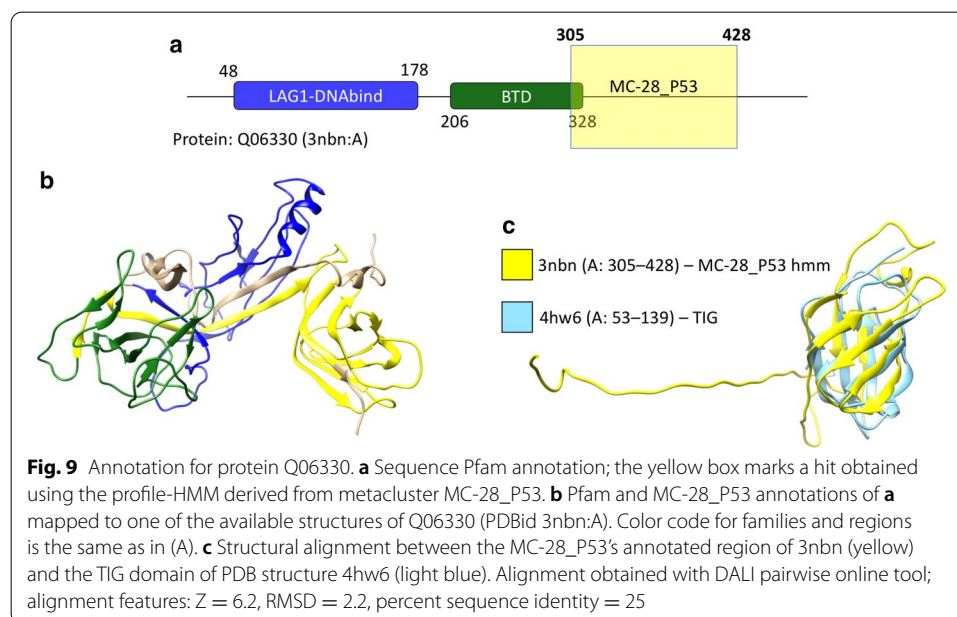 a
305
428
48
178
LAG1-DNAbind
BTD
MC-28_P53
206
328
Protein: Q06330 (3nbn:A)
b
c
3nbn (A: 305–428) – MC-28_P53 hmm
4hw6 (A: 53–139) – TIG
Fig. 9 Annotation for protein Q06330. a Sequence Pfam annotation; the yellow box marks a hit obtained
using the profile-HMM derived from metacluster MC-28_P53. b Pfam and MC-28_P53 annotations of a
mapped to one of the available structures of Q06330 (PDBid 3nbn:A). Color code for families and regions
is the same as in (A). c Structural alignment between the MC-28_P53's annotated region of 3nbn (yellow)
and the TIG domain of PDB structure 4hw6 (light blue). Alignment obtained with DALI pairwise online tool;
alignment features: Z = 6.2, RMSD = 2.2, percent sequence identity = 25